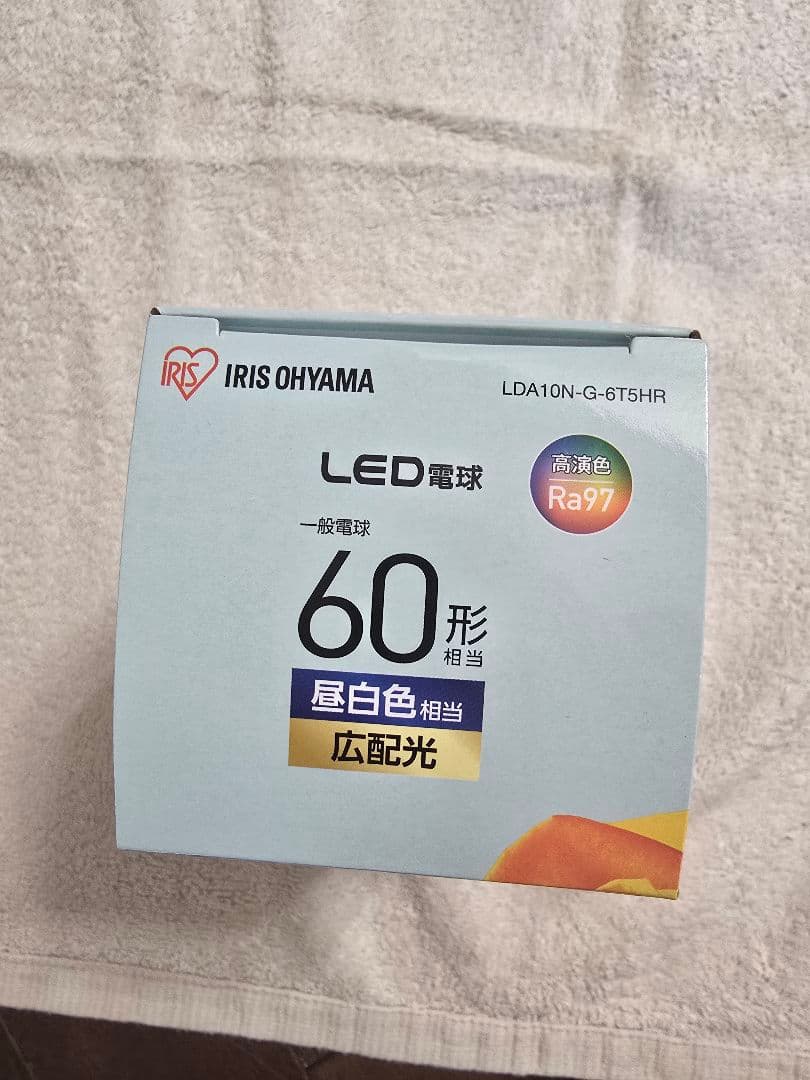 IRIS
IRIS OHYAMA
LDA10N-G-6T5HR
LED電球
高演色
Ra97
一般電球
60形
相当
昼白色相当
広配光